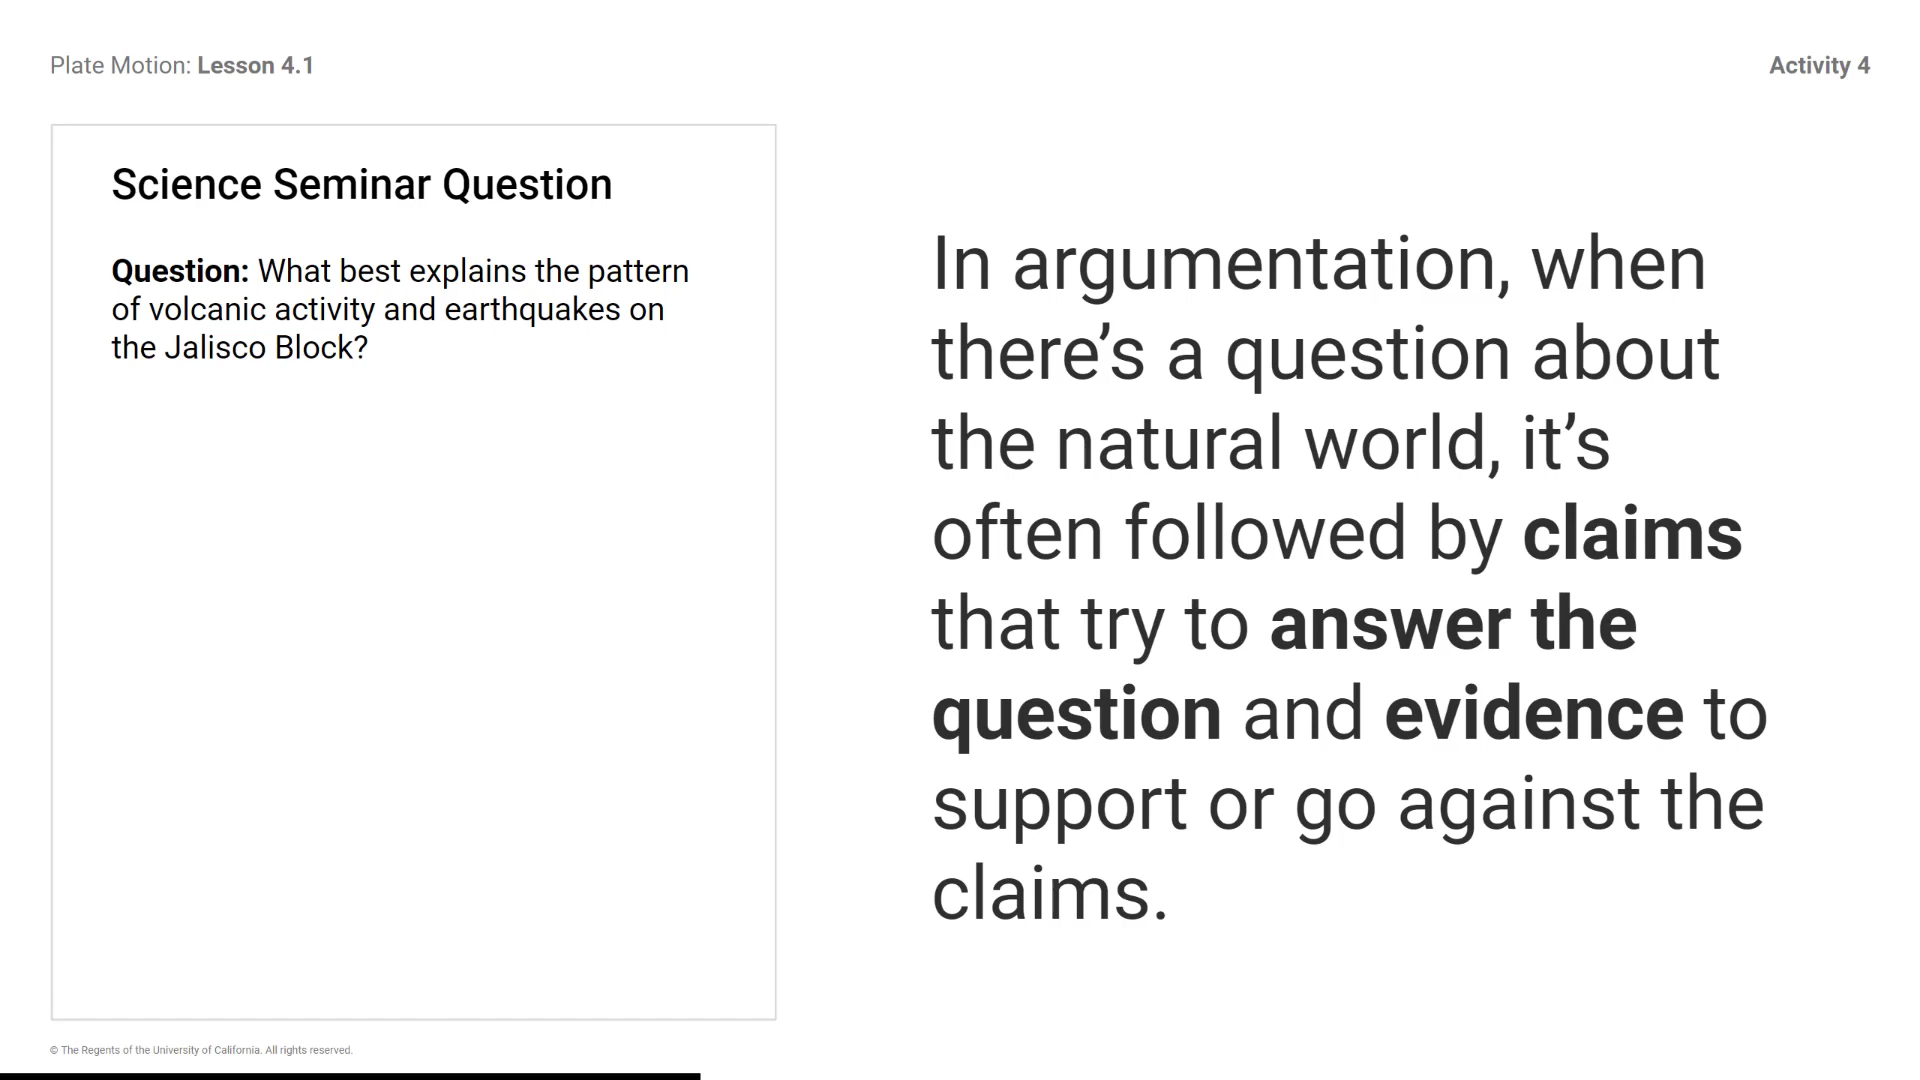 Plate Motion: Lesson 4.1
Activity 4
Science Seminar Question
Question: What best explains the pattern
of volcanic activity and earthquakes on
the Jalisco Block?
In argumentation, when
there’s a question about
the natural world, it’s
often followed by claims
that try to answer the
question and evidence to
support or go against the
claims.
© The Regents of the University of California. All rights reserved.